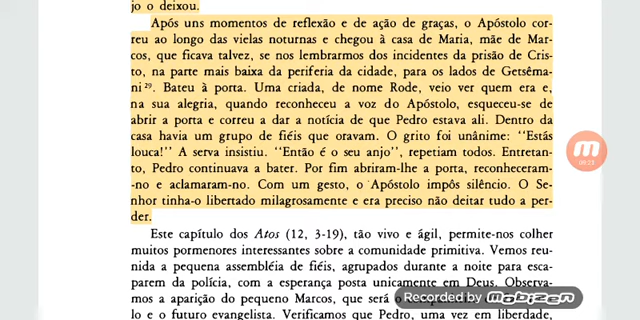 jo o deixou.
Após uns momentos de reflexão e de ação de graças, o Apóstolo cor-
reu ao longo das vielas noturnas e chegou à casa de Maria, mãe de Mar-
cos, que ficava talvez, se nos lembrarmos dos incidentes da prisão de Cris-
to, na parte mais baixa da periferia da cidade, para os lados de Getsêma-
ni²⁹. Bateu à porta. Uma criada, de nome Rode, veio ver quem era e,
na sua alegria, quando reconheceu a voz do Apóstolo, esqueceu-se de
abrir a porta e correu a dar a notícia de que Pedro estava ali. Dentro da
casa havia um grupo de fiéis que oravam. O grito foi unânime: “Estás
louca!” A serva insistiu. “Então é o seu anjo”, repetiam todos. Entretan-
to, Pedro continuava a bater. Por fim abriram-lhe a porta, reconheceram-
-no e aclamaram-no. Com um gesto, o Apóstolo impôs silêncio. O Se-
nhor tinha-o libertado milagrosamente e era preciso não deitar tudo a per-
der.
Este capítulo dos Atos (12, 3-19), tão vivo e ágil, permite-nos colher
muitos pormenores interessantes sobre a comunidade primitiva. Vemos reu-
nida a pequena assembléia de fiéis, agrupados durante a noite para esca-
parem da polícia, com a esperança posta unicamente em Deus. Observa-
mos a aparição do pequeno Marcos, que será o
lo e o futuro evangelista. Verificamos que Pedro, uma vez em liberdade,
Recorded by mobizen